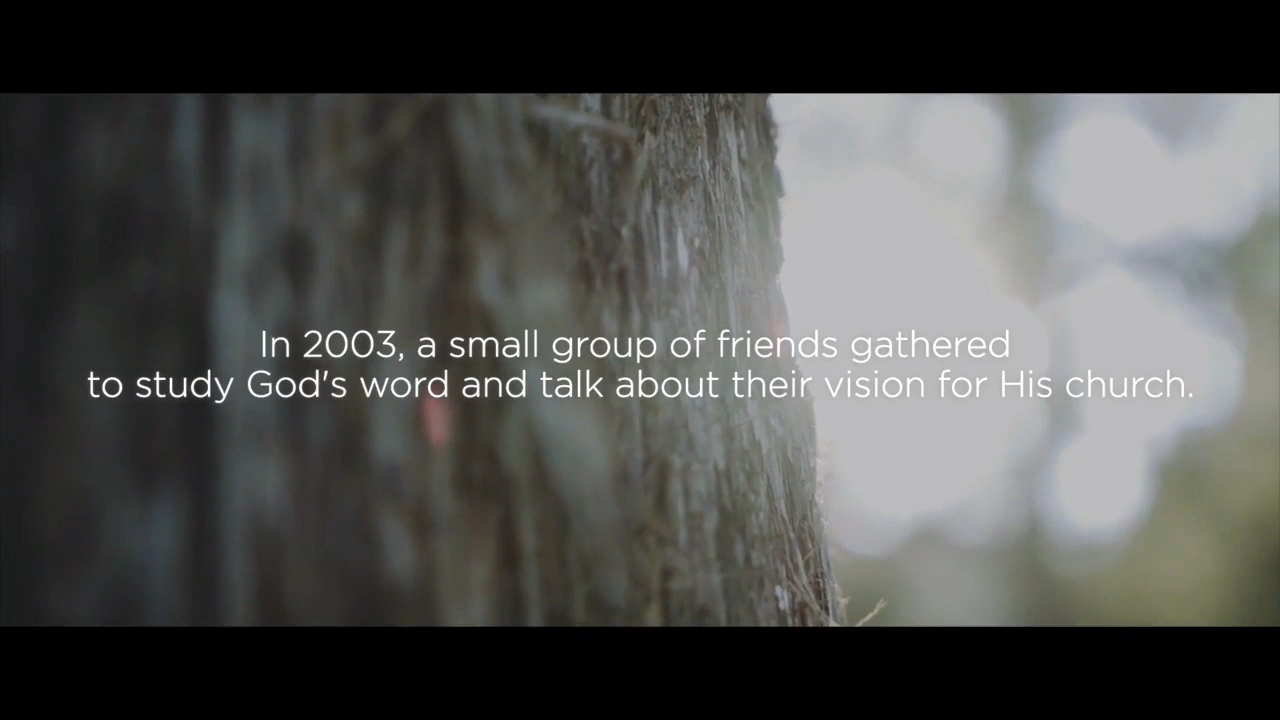 In 2003, a small group of friends gathered
to study God's word and talk about their vision for His church.